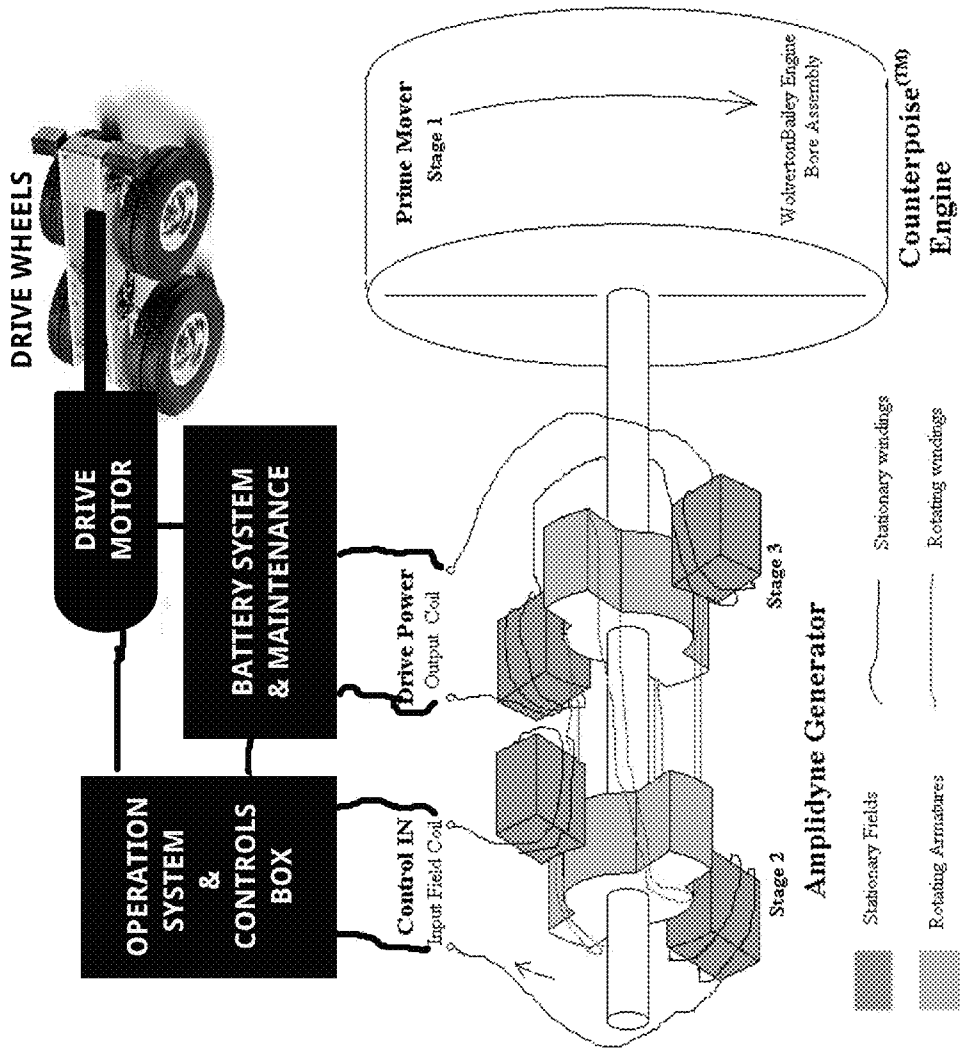 DRIVE WHEELS
DRIVE
MOTOR
OPERATION
SYSTEM
&
CONTROLS
BOX
BATTERY SYSTEM
& MAINTENANCE
Control IN
Input Field Coil
Drive Power
Output Coil
Prime Mover
Stage 1
WolvertonBailey Engine
Bore Assembly
Counterpoise(TM)
Engine
Stage 2
Stage 3
Amplidyne Generator
Stationary Fields
Stationary windings
Rotating Armatures
Rotating windings